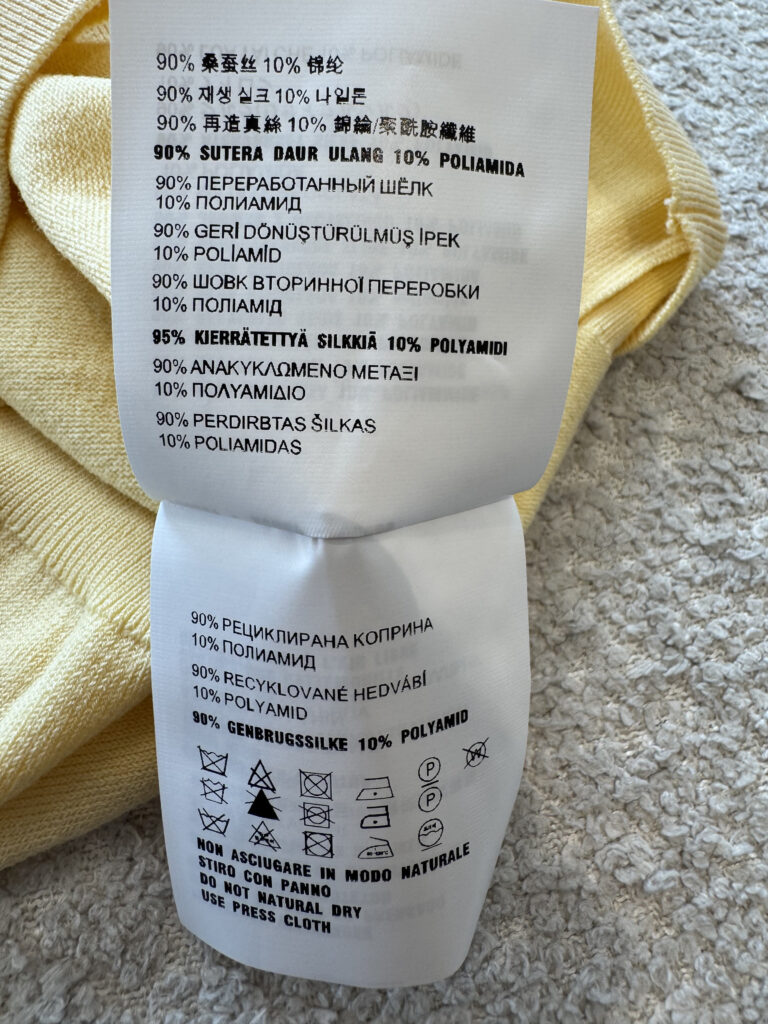 90% 桑蚕丝 10% 锦纶
90% 재생 실크 10% 나일론
90% 再造真絲 10% 錦綸/聚酰胺纖維
90% SUTERA DAUR ULANG 10% POLIAMIDA
90% ПЕРЕРАБОТАННЫЙ ШЁЛК
10% ПОЛИАМИД
90% GERİ DÖNÜŞTÜRÜLMÜŞ İPEK
10% POLİAMİD
90% ШОВК ВТОРИННОЇ ПЕРЕРОБКИ
10% ПОЛІАМІД
95% KIERRÄTETTYÄ SILKKIÄ 10% POLYAMIDI
90% ΑΝΑΚΥΚΛΩΜΕΝΟ ΜΕΤΑΞΙ
10% ΠΟΛΥΑΜΙΔΙΟ
90% PERDIRBTAS ŠILKAS
10% POLIAMIDAS
90% РЕЦИКЛИРАНА КОПРИНА
10% ПОЛИАМИД
90% RECYKLOVANÉ HEDVÁBÍ
10% POLYAMID
90% GENBRUGSSILKE 10% POLYAMID
P
W
P
NON ASCIUGARE IN MODO NATURALE
STIRO CON PANNO
DO NOT NATURAL DRY
USE PRESS CLOTH